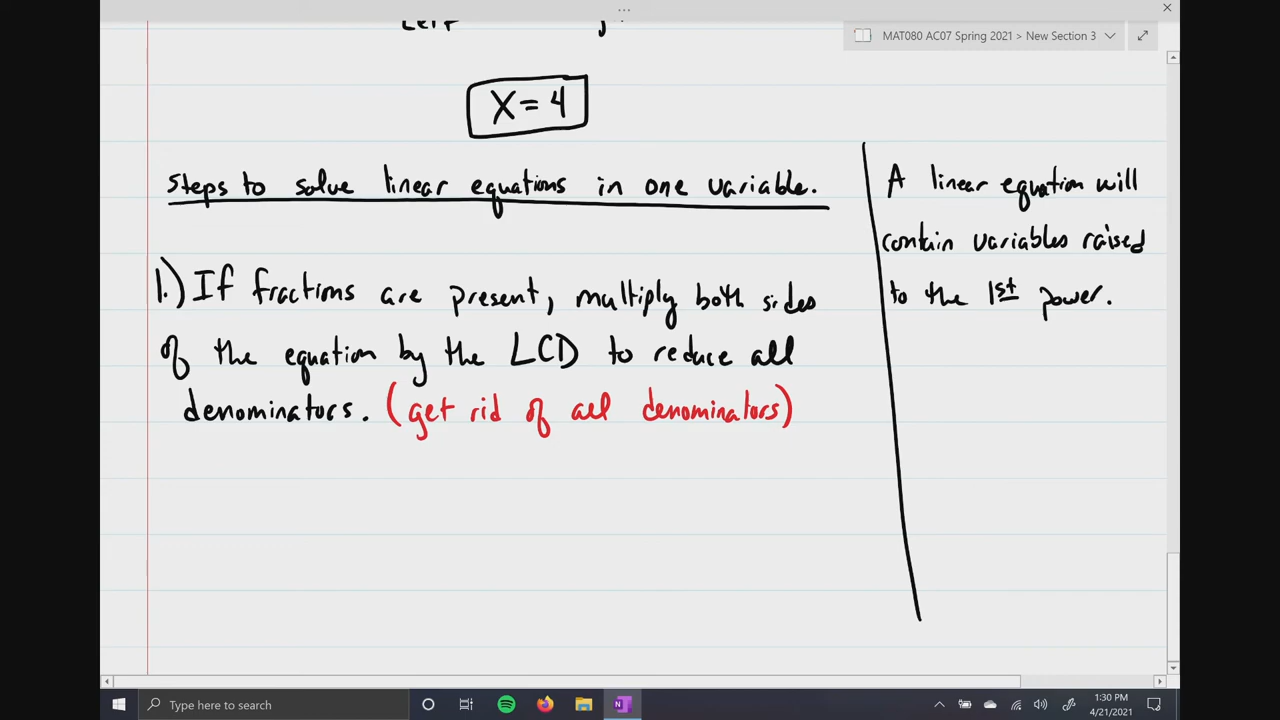 MAT080 AC07 Spring 2021 > New Section 3
X = 4
Steps to solve linear equations in one variable.
1.) If fractions are present, multiply both sides
of the equation by the LCD to reduce all
denominators. (get rid of all denominators)
A linear equation will
contain variables raised
to the 1st power.
Type here to search
1:30 PM
4/21/2021